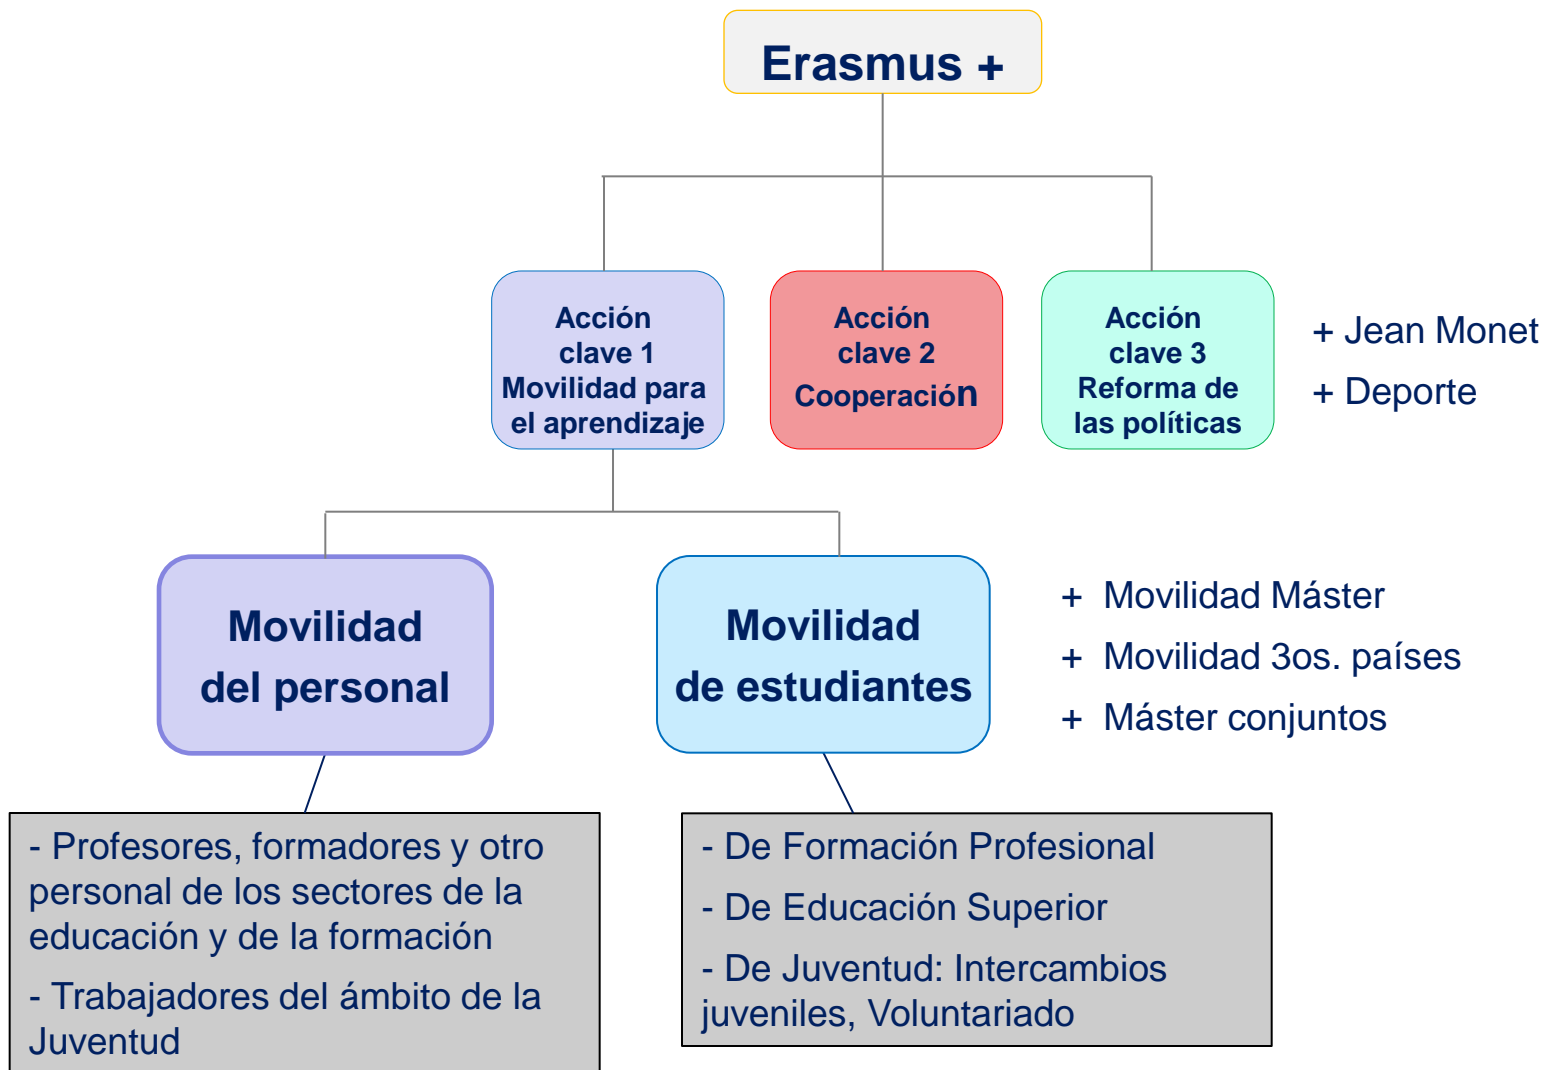 Erasmus +
Acción
clave 1
Movilidad para
el aprendizaje
Acción
clave 2
Cooperación
Acción
clave 3
Reforma de
las políticas
+ Jean Monet
+ Deporte
Movilidad
del personal
Movilidad
de estudiantes
+ Movilidad Máster
+ Movilidad 3os. países
+ Máster conjuntos
- Profesores, formadores y otro
personal de los sectores de la
educación y de la formación
- Trabajadores del ámbito de la
Juventud
- De Formación Profesional
- De Educación Superior
- De Juventud: Intercambios
juveniles, Voluntariado